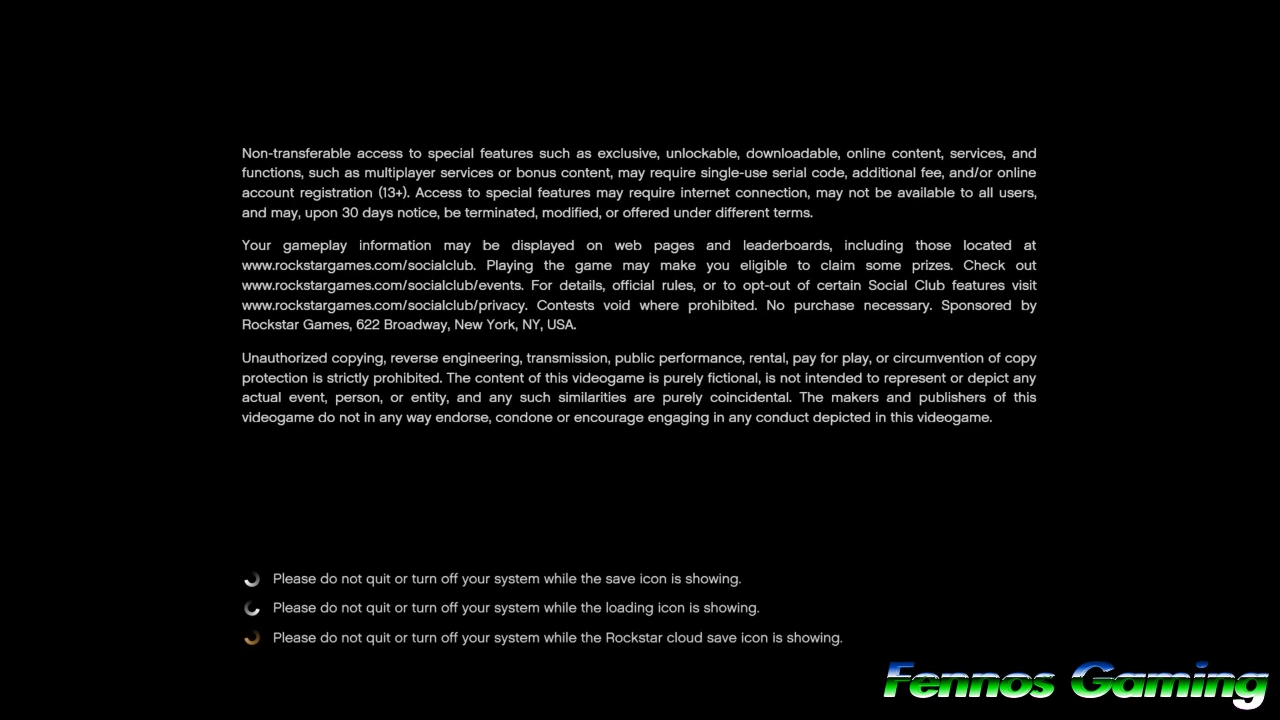 Non-transferable access to special features such as exclusive, unlockable, downloadable, online content, services, and
functions, such as multiplayer services or bonus content, may require single-use serial code, additional fee, and/or online
account registration (13+). Access to special features may require internet connection, may not be available to all users,
and may, upon 30 days notice, be terminated, modified, or offered under different terms.
Your gameplay information may be displayed on web pages and leaderboards, including those located at
www.rockstargames.com/socialclub. Playing the game may make you eligible to claim some prizes. Check out
www.rockstargames.com/socialclub/events. For details, official rules, or to opt-out of certain Social Club features visit
www.rockstargames.com/socialclub/privacy. Contests void where prohibited. No purchase necessary. Sponsored by
Rockstar Games, 622 Broadway, New York, NY, USA.
Unauthorized copying, reverse engineering, transmission, public performance, rental, pay for play, or circumvention of copy
protection is strictly prohibited. The content of this videogame is purely fictional, is not intended to represent or depict any
actual event, person, or entity, and any such similarities are purely coincidental. The makers and publishers of this
videogame do not in any way endorse, condone or encourage engaging in any conduct depicted in this videogame.
Please do not quit or turn off your system while the save icon is showing.
Please do not quit or turn off your system while the loading icon is showing.
Please do not quit or turn off your system while the Rockstar cloud save icon is showing.
Fennos Gaming